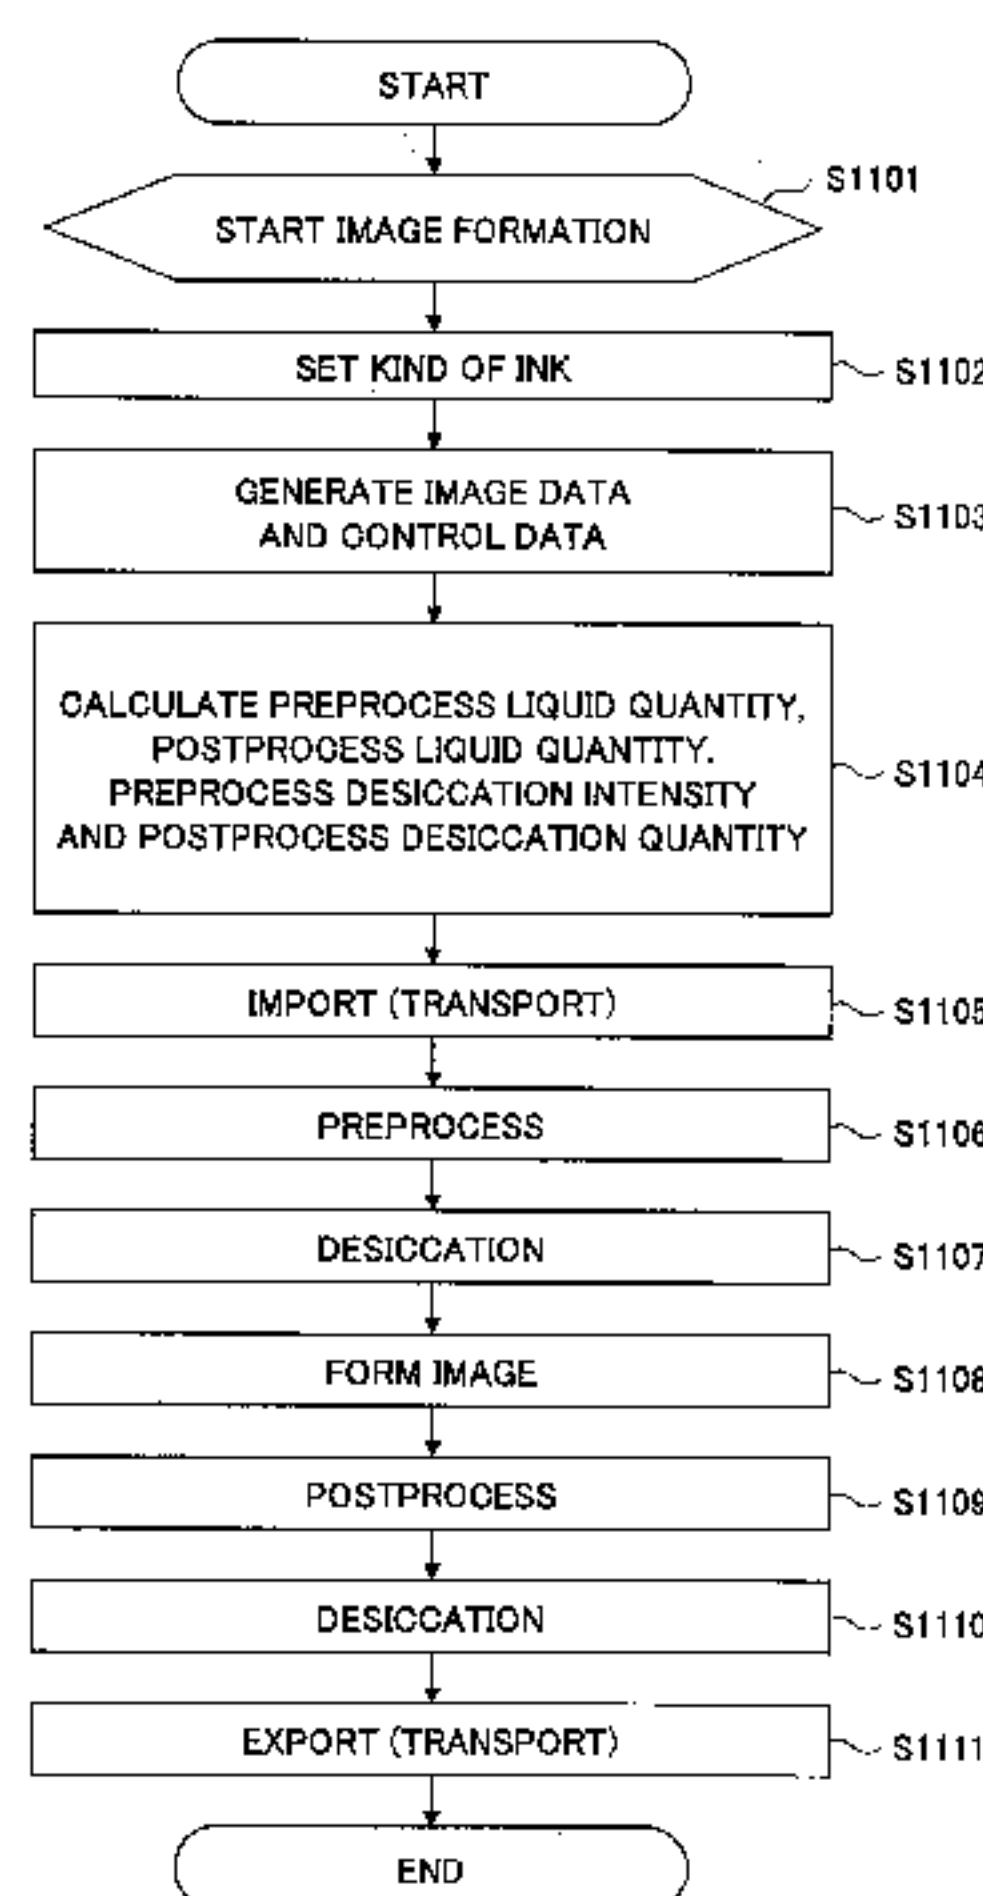 START
START IMAGE FORMATION
S1101
SET KIND OF INK
S1102
GENERATE IMAGE DATA
AND CONTROL DATA
S1103
CALCULATE PREPROCESS LIQUID QUANTITY,
POSTPROCESS LIQUID QUANTITY.
PREPROCESS DESICCATION INTENSITY
AND POSTPROCESS DESICCATION QUANTITY
S1104
IMPORT (TRANSPORT)
S1105
PREPROCESS
S1106
DESICCATION
S1107
FORM IMAGE
S1108
POSTPROCESS
S1109
DESICCATION
S1110
EXPORT (TRANSPORT)
S1111
END